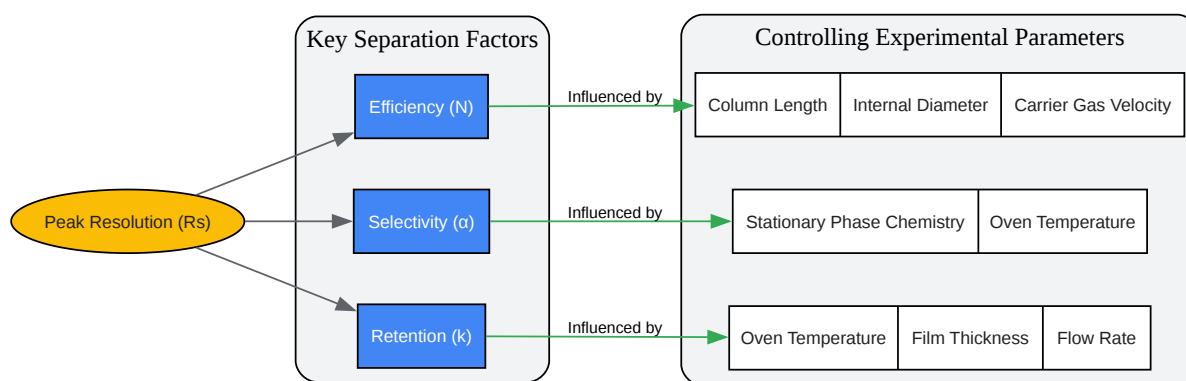 Key Separation Factors
Controlling Experimental Parameters
Efficiency (N)
Influenced by
Column Length
Internal Diameter
Carrier Gas Velocity
Peak Resolution (Rs)
Selectivity (α)
Influenced by
Stationary Phase Chemistry
Oven Temperature
Retention (k)
Influenced by
Oven Temperature
Film Thickness
Flow Rate